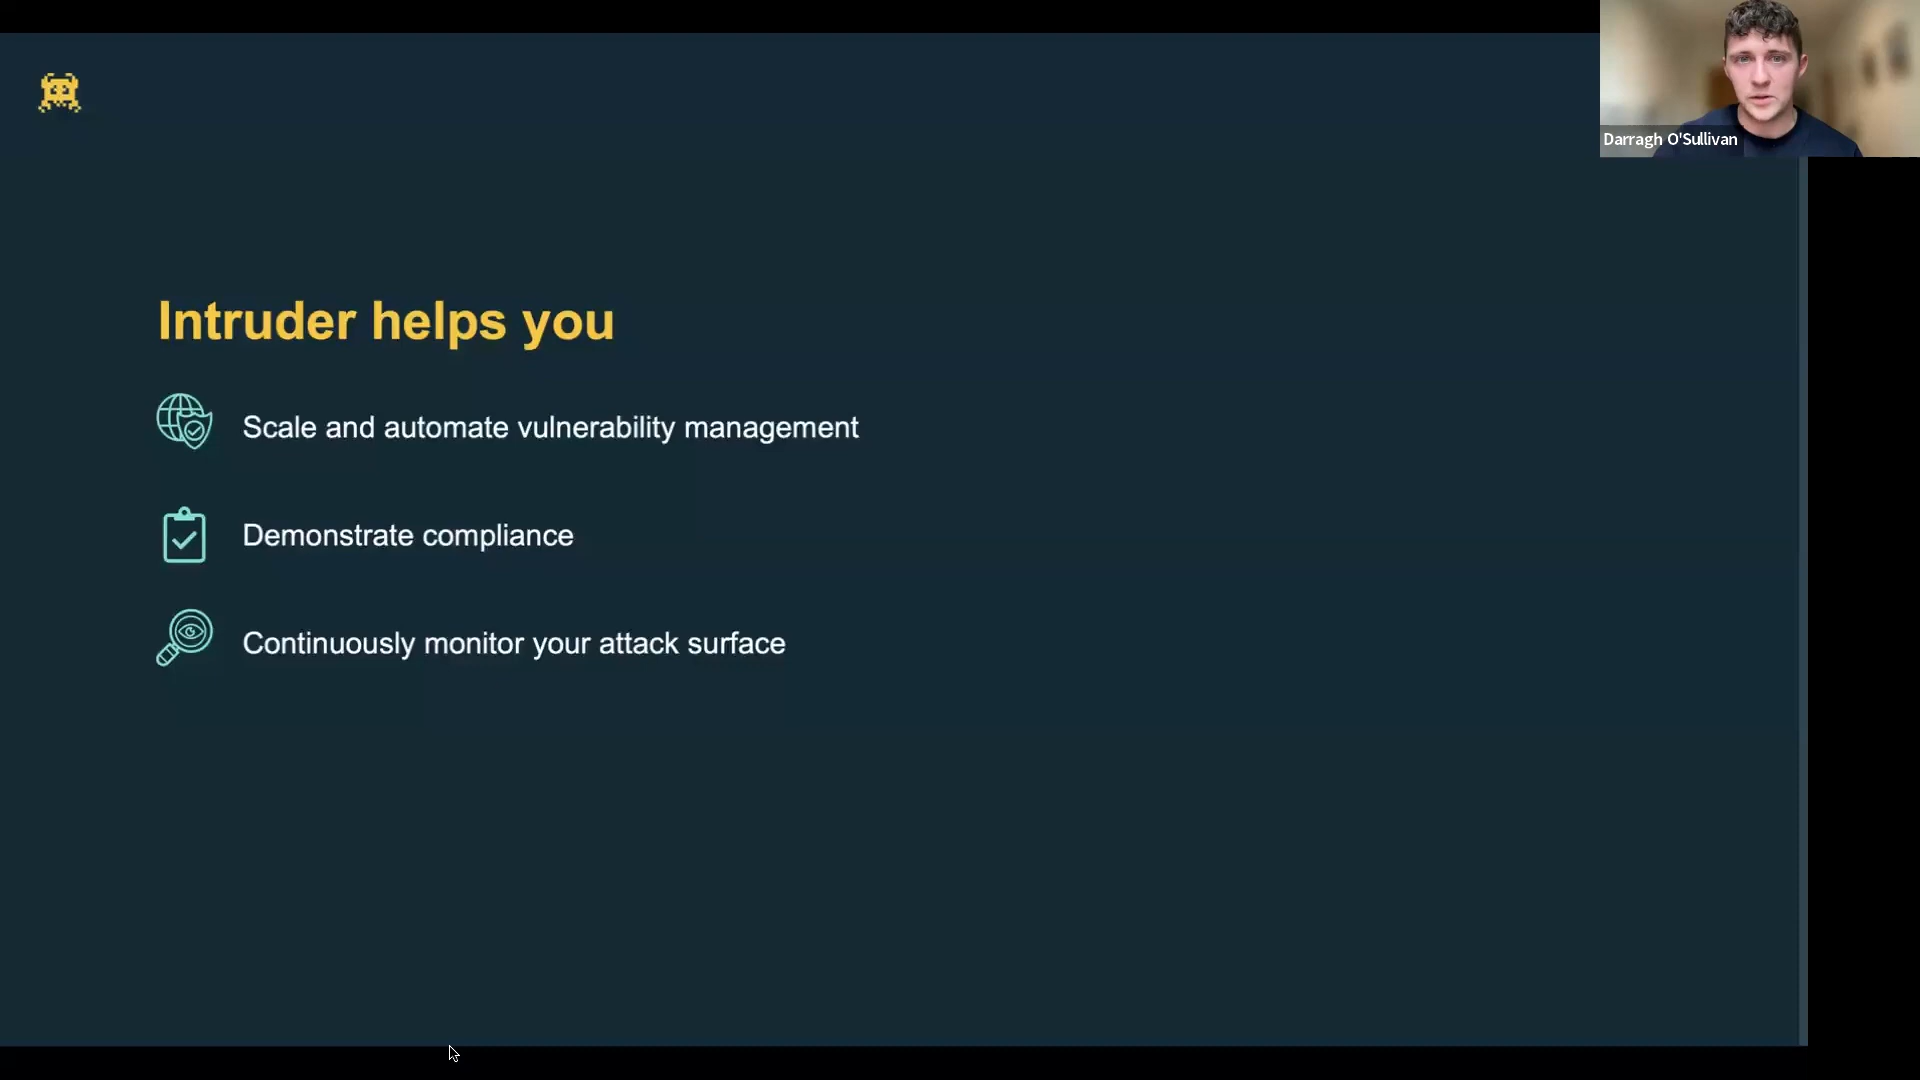 Darragh O'Sullivan
Intruder helps you
Scale and automate vulnerability management
Demonstrate compliance
Continuously monitor your attack surface